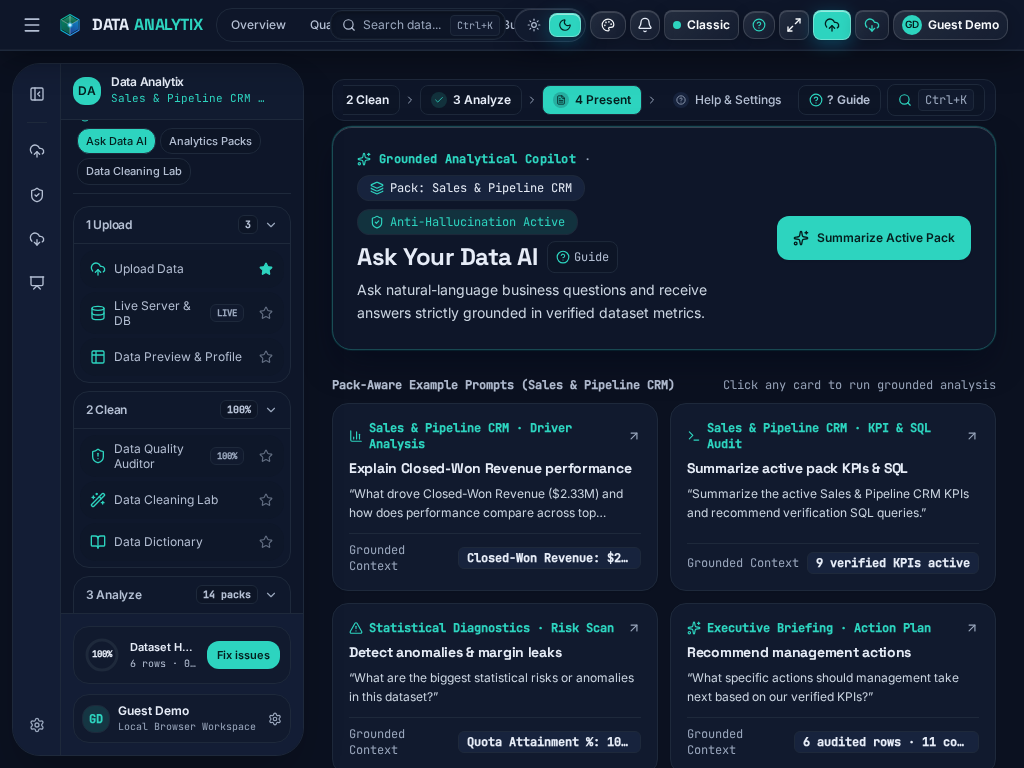 DATA ANALYTIX
Overview
Search data...
Ctrl+K
Classic
GD
Guest Demo
DA
Data Analytix
Sales & Pipeline CRM …
Ask Data AI
Analytics Packs
Data Cleaning Lab
1 Upload
3
Upload Data
Live Server &
DB
LIVE
Data Preview & Profile
2 Clean
100%
Data Quality
Auditor
100%
Data Cleaning Lab
Data Dictionary
3 Analyze
14 packs
100%
Dataset H…
6 rows · 0…
Fix issues
GD
Guest Demo
Local Browser Workspace
2 Clean
3 Analyze
4 Present
Help & Settings
? Guide
Ctrl+K
Grounded Analytical Copilot ·
Pack: Sales & Pipeline CRM
Anti-Hallucination Active
Ask Your Data AI
Guide
Ask natural-language business questions and receive
answers strictly grounded in verified dataset metrics.
Summarize Active Pack
Pack-Aware Example Prompts (Sales & Pipeline CRM)
Click any card to run grounded analysis
Sales & Pipeline CRM · Driver
Analysis
Explain Closed-Won Revenue performance
“What drove Closed-Won Revenue ($2.33M) and
how does performance compare across top…
Grounded
Context
Closed-Won Revenue: $2…
Sales & Pipeline CRM · KPI & SQL
Audit
Summarize active pack KPIs & SQL
“Summarize the active Sales & Pipeline CRM KPIs
and recommend verification SQL queries.”
Grounded Context
9 verified KPIs active
Statistical Diagnostics · Risk Scan
Detect anomalies & margin leaks
“What are the biggest statistical risks or anomalies
in this dataset?”
Grounded
Context
Quota Attainment %: 10…
Executive Briefing · Action Plan
Recommend management actions
“What specific actions should management take
next based on our verified KPIs?”
Grounded
Context
6 audited rows · 11 co…